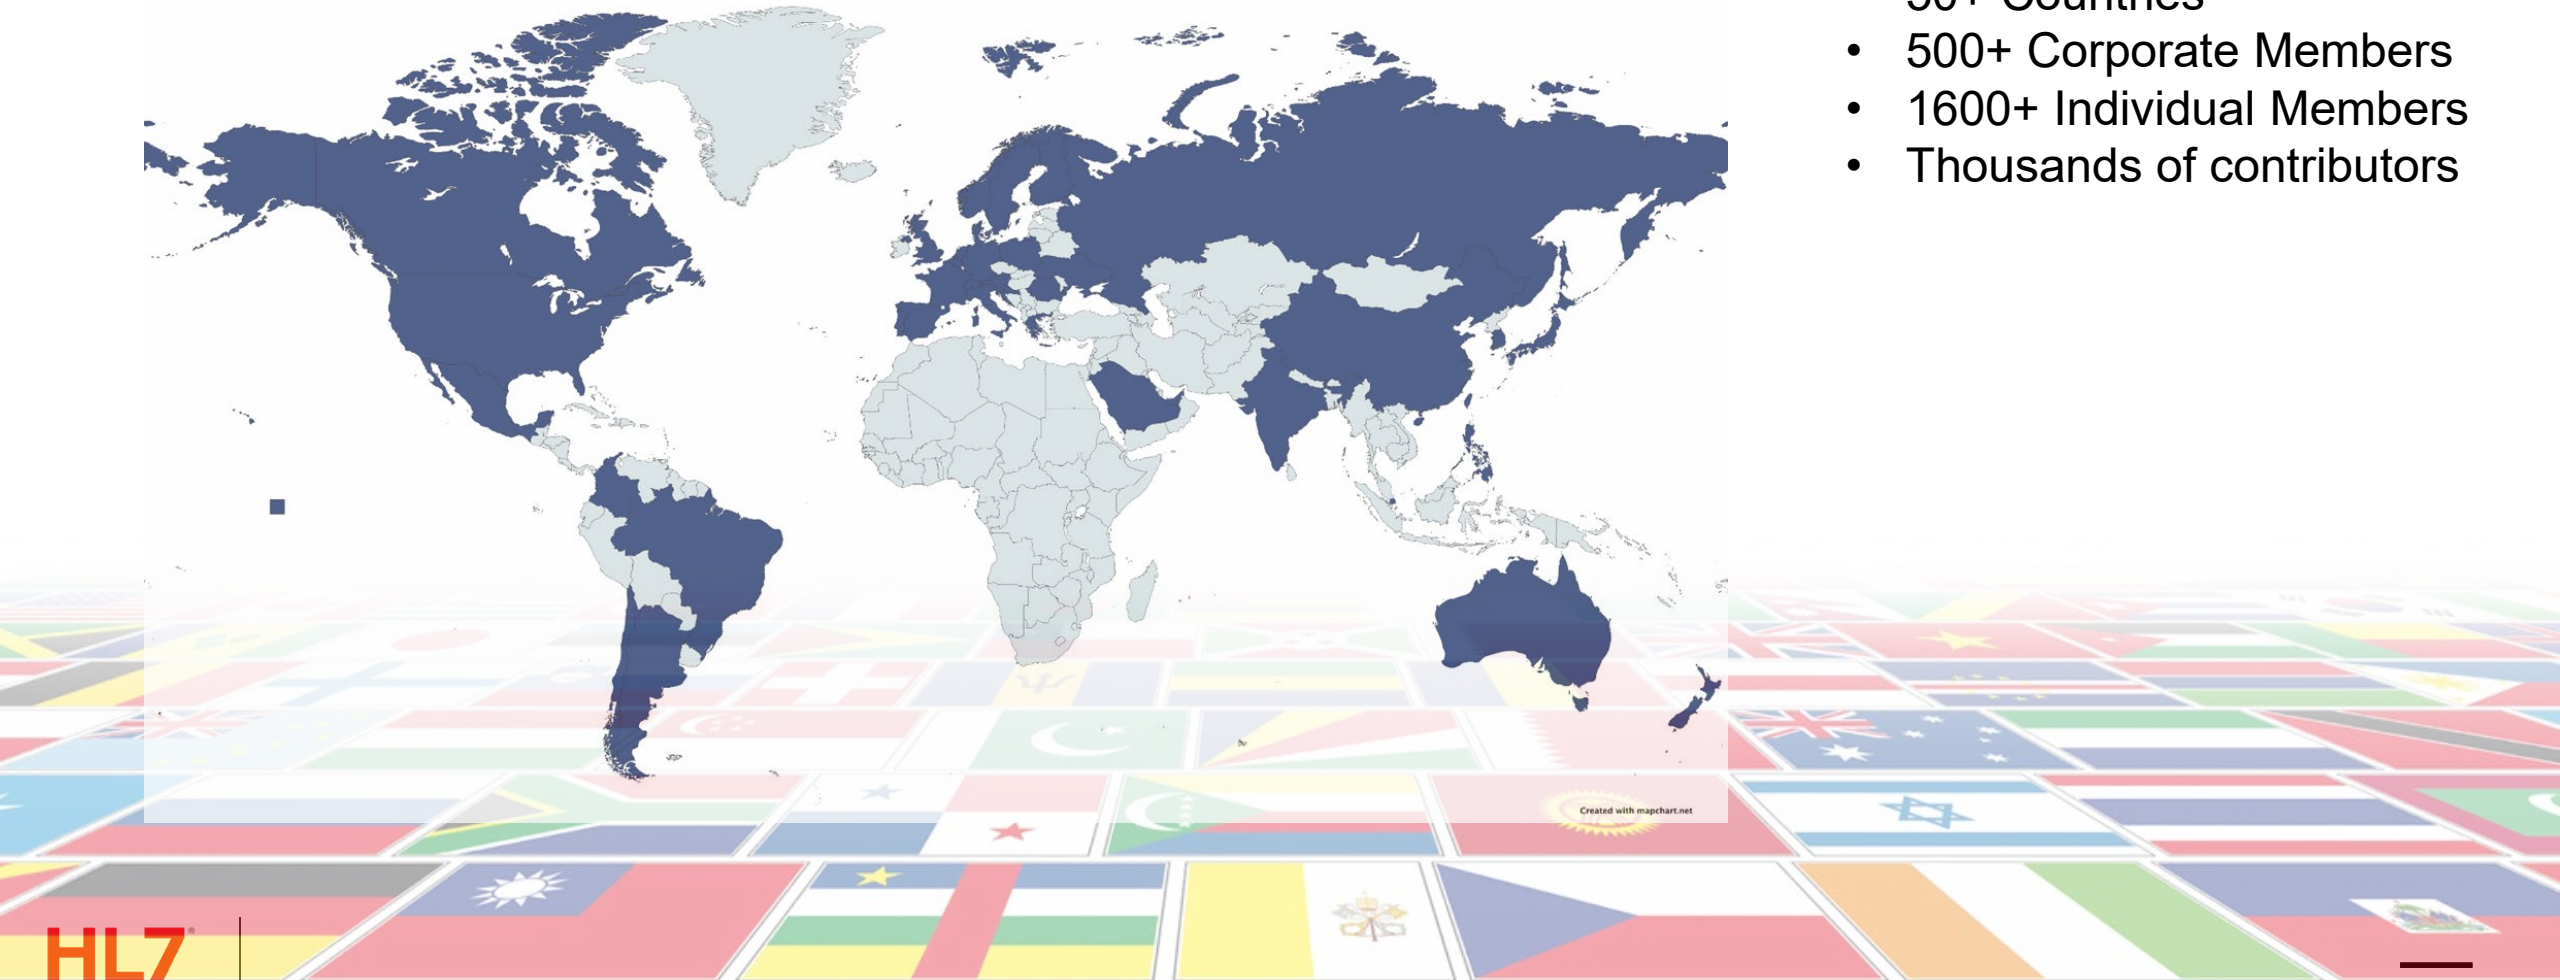 500+ Corporate Members
1600+ Individual Members
Thousands of contributors
Created with mapchart.net
HL7